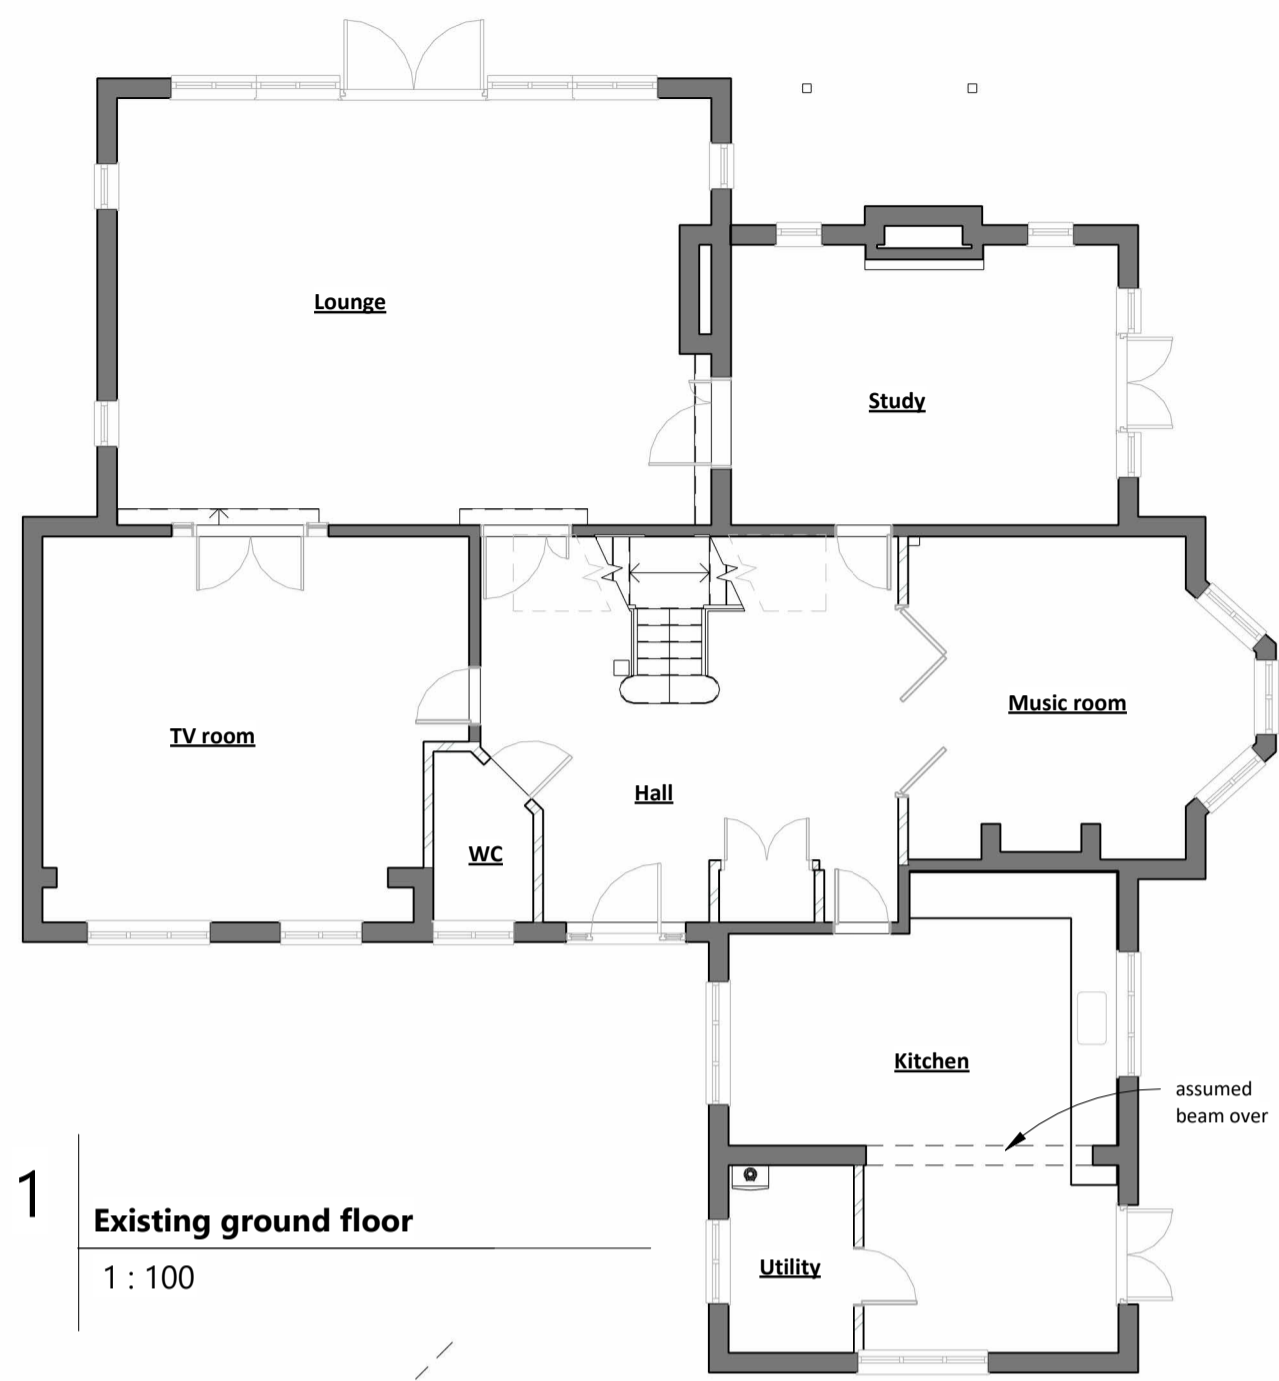 Lounge
Study
Music room
TV room
Hall
WC
Kitchen
assumed
beam over
1
Existing ground floor
Utility
1 : 100